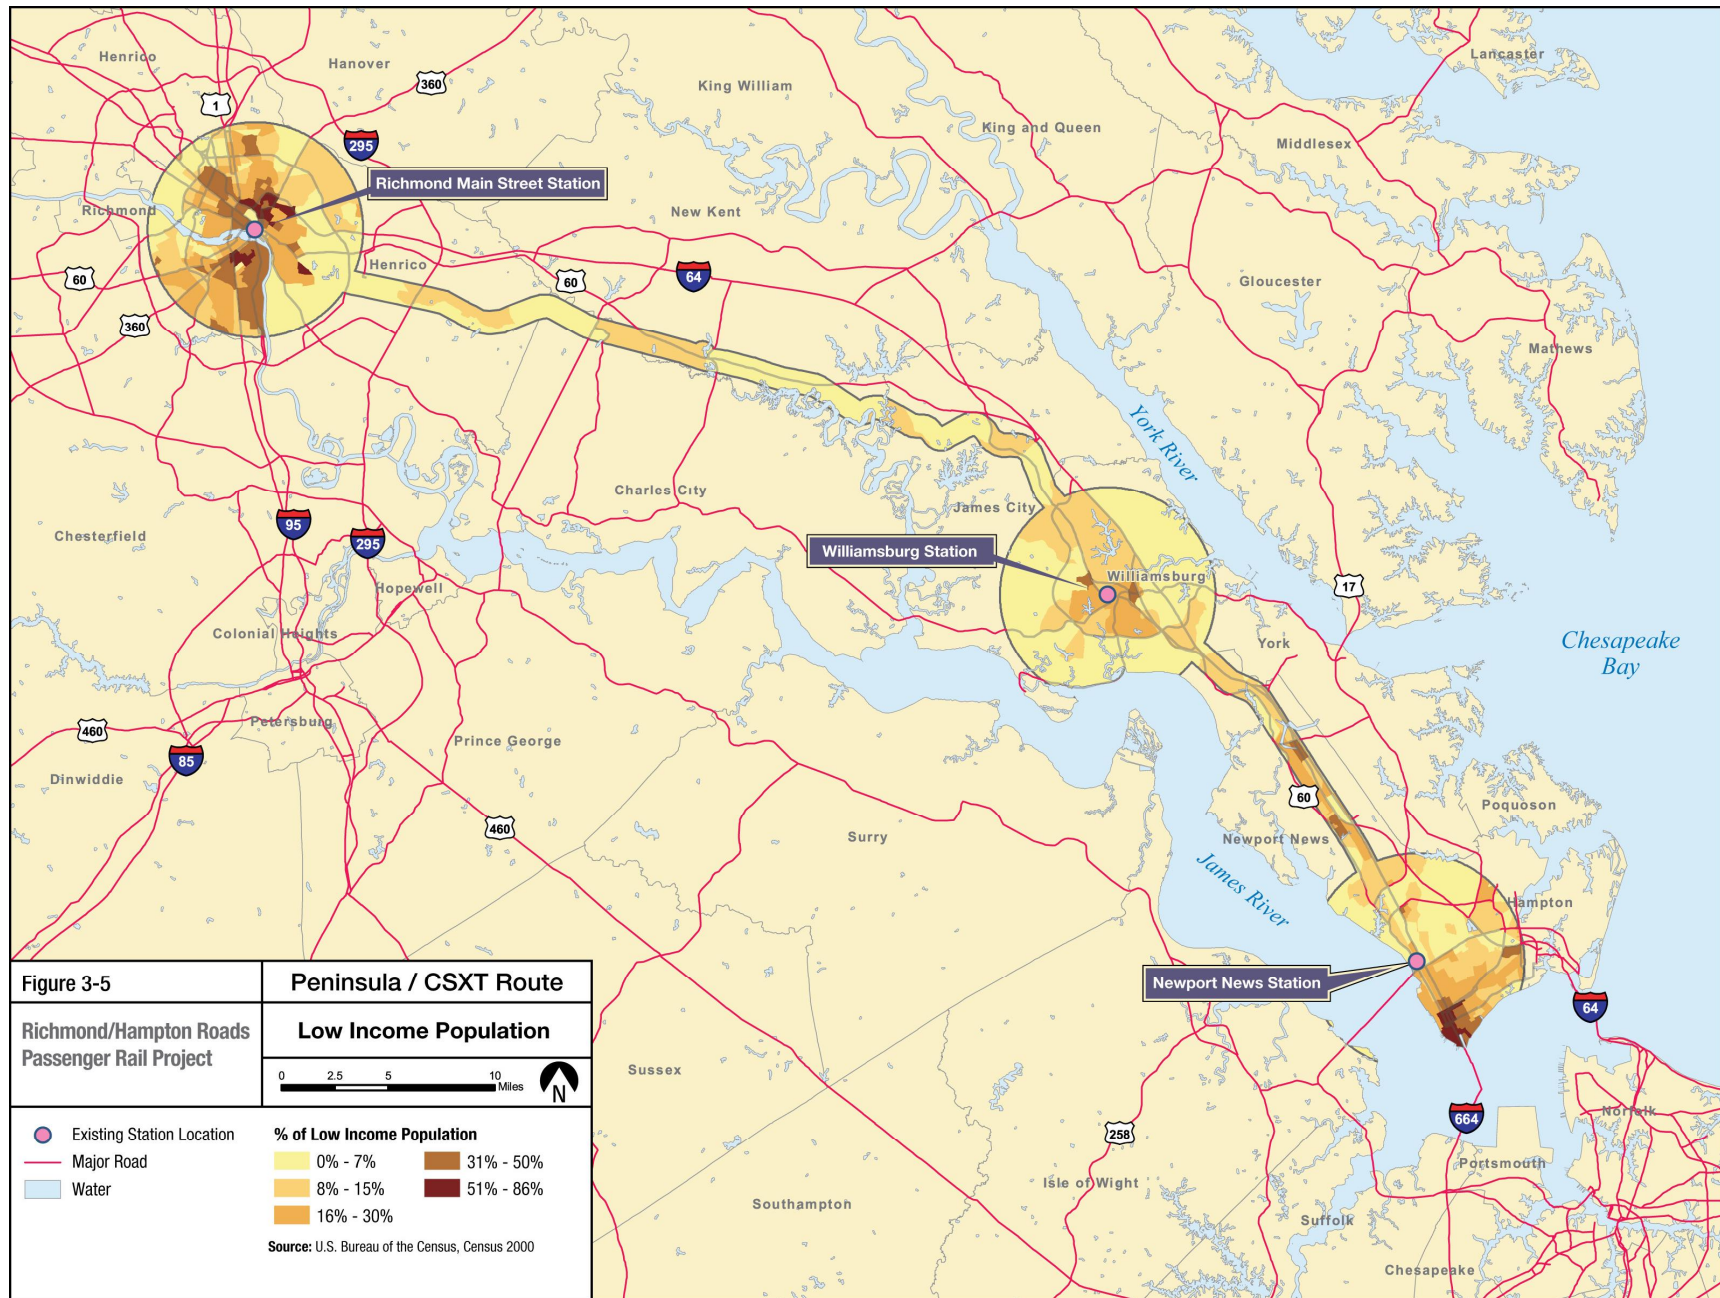 Henrico
Hanover
360
1
295
King William
King and Queen
Lancaster
Middlesex
Richmond Main Street Station
Richmond
New Kent
Henrico
60
60
64
Gloucester
360
Mathews
York River
Charles City
James City
95
295
Chesterfield
Williamsburg Station
Williamsburg
Hopewell
17
Colonial Heights
York
Chesapeake
Bay
Petersburg
460
Prince George
85
Dinwiddie
60
Poquoson
460
Surry
Newport News
James River
Hampton
Newport News Station
64
Sussex
664
Norfolk
258
Portsmouth
Isle of Wight
Southampton
Suffolk
Chesapeake
Figure 3-5
Peninsula / CSXT Route
Richmond/Hampton Roads
Passenger Rail Project
Low Income Population
0 2.5 5 10
Miles
N
Existing Station Location
Major Road
Water
% of Low Income Population
0% - 7%
8% - 15%
16% - 30%
31% - 50%
51% - 86%
Source: U.S. Bureau of the Census, Census 2000